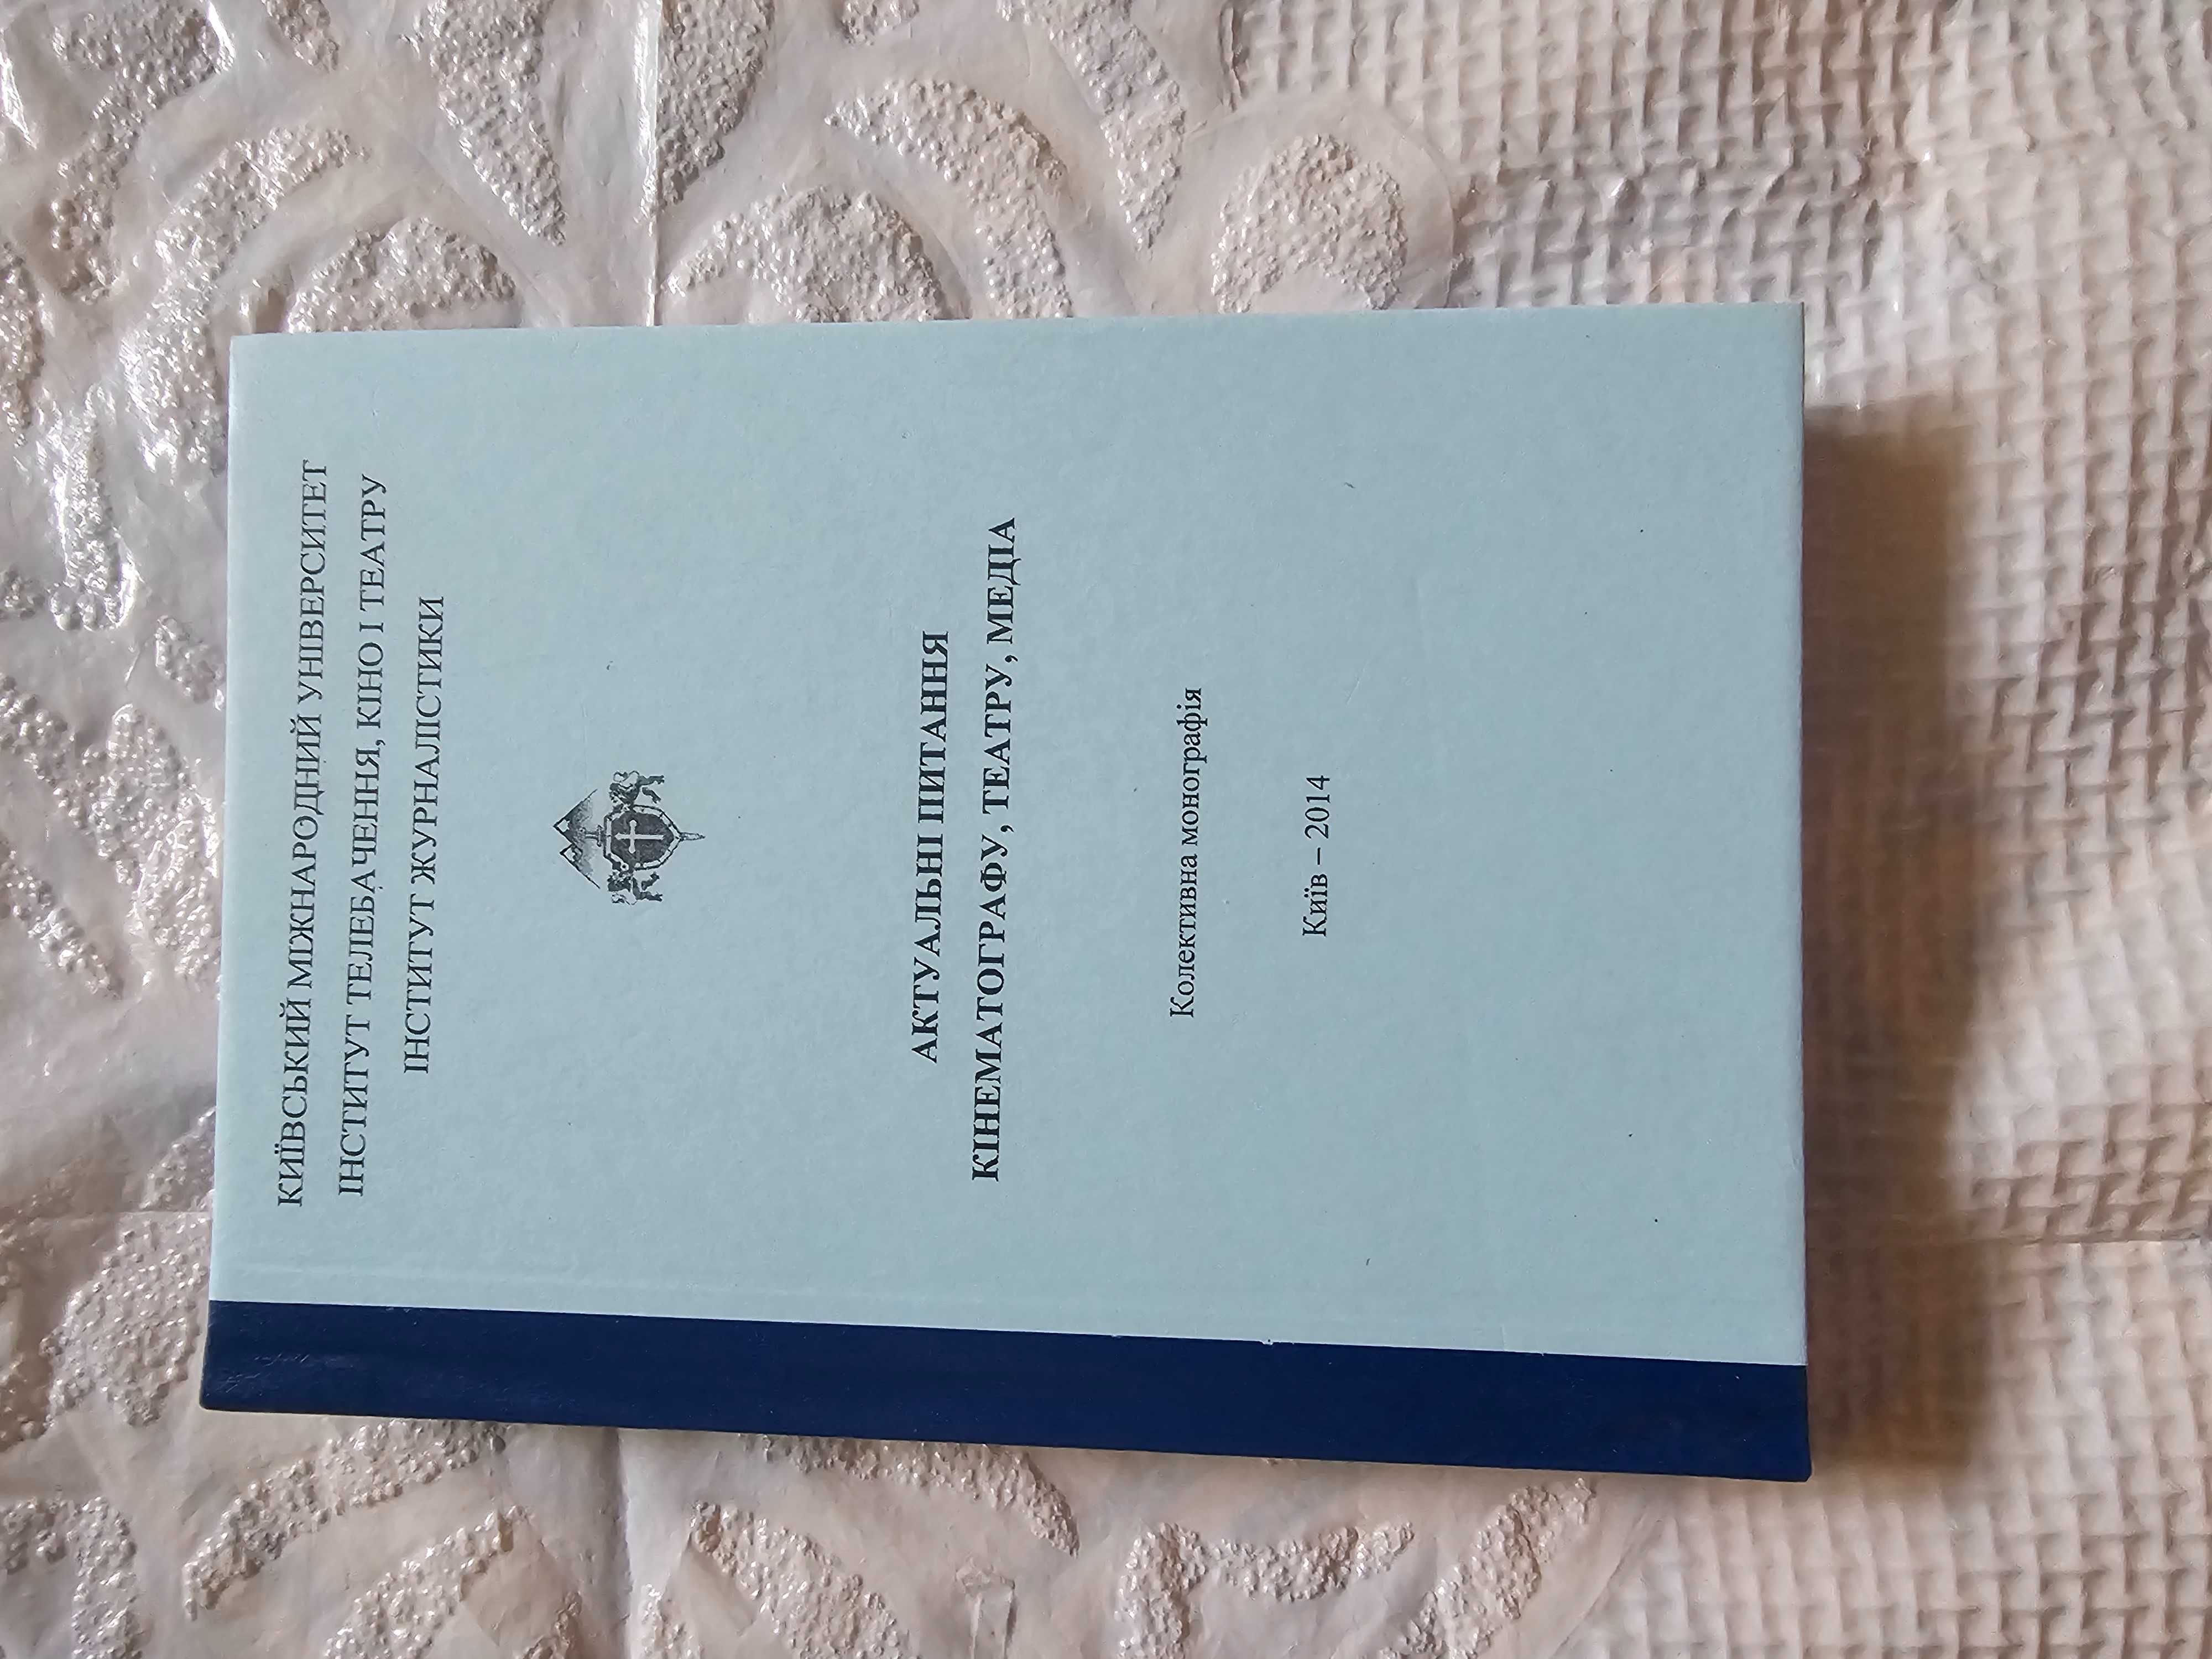 КИЇВСЬКИЙ МІЖНАРОДНИЙ УНІВЕРСИТЕТ
ІНСТИТУТ ТЕЛЕБАЧЕННЯ, КІНО І ТЕАТРУ
ІНСТИТУТ ЖУРНАЛІСТИКИ
АКТУАЛЬНІ ПИТАННЯ
КІНЕМАТОГРАФУ, ТЕАТРУ, МЕДІА
Колективна монографія
Київ – 2014